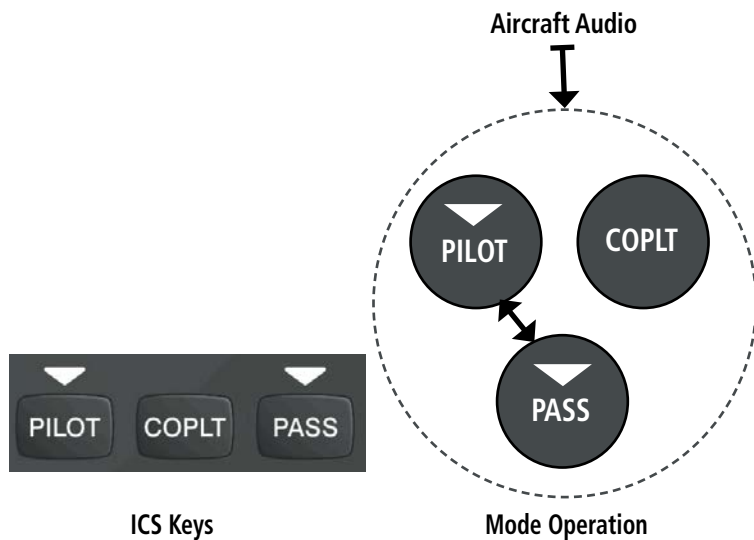 Aircraft Audio
PILOT
COPLT
PASS
PILOT
COPLT
PASS
ICS Keys
Mode Operation